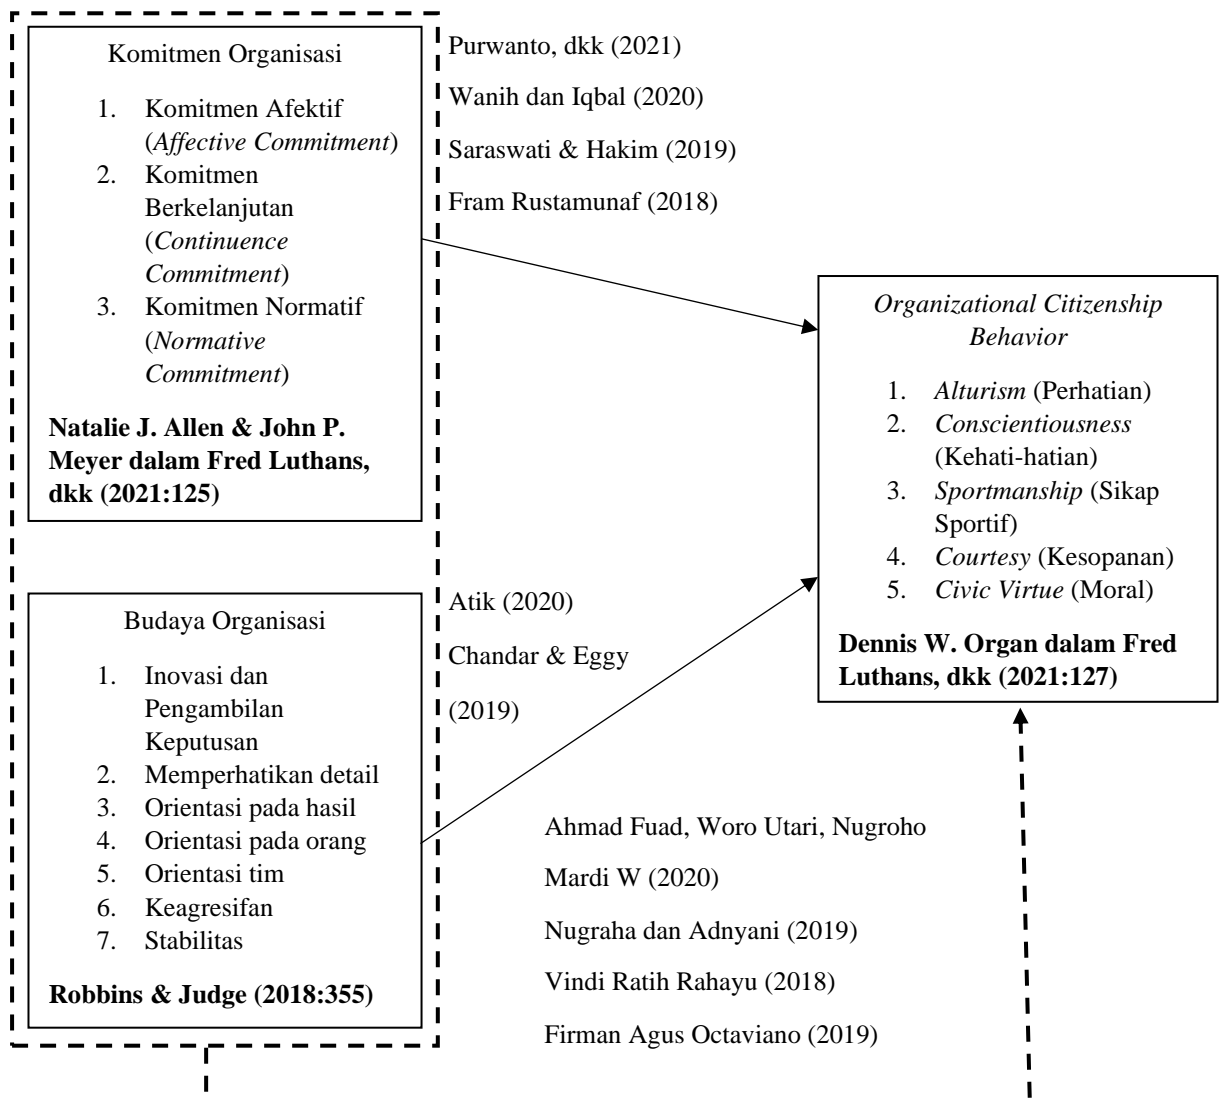 Komitmen Organisasi
1. Komitmen Afektif
(Affective Commitment)
2. Komitmen
Berkelanjutan
(Continuence
Commitment)
3. Komitmen Normatif
(Normative
Commitment)
Natalie J. Allen & John P.
Meyer dalam Fred Luthans,
dkk (2021:125)
Purwanto, dkk (2021)
Wanih dan Iqbal (2020)
Saraswati & Hakim (2019)
Fram Rustamunaf (2018)
Organizational Citizenship
Behavior
1. Alturism (Perhatian)
2. Conscientiousness
(Kehati-hatian)
3. Sportmanship (Sikap
Sportif)
4. Courtesy (Kesopanan)
5. Civic Virtue (Moral)
Dennis W. Organ dalam Fred
Luthans, dkk (2021:127)
Budaya Organisasi
1. Inovasi dan
Pengambilan
Keputusan
2. Memperhatikan detail
3. Orientasi pada hasil
4. Orientasi pada orang
5. Orientasi tim
6. Keagresifan
7. Stabilitas
Robbins & Judge (2018:355)
Atik (2020)
Chandar & Eggy
(2019)
Ahmad Fuad, Woro Utari, Nugroho
Mardi W (2020)
Nugraha dan Adnyani (2019)
Vindi Ratih Rahayu (2018)
Firman Agus Octaviano (2019)